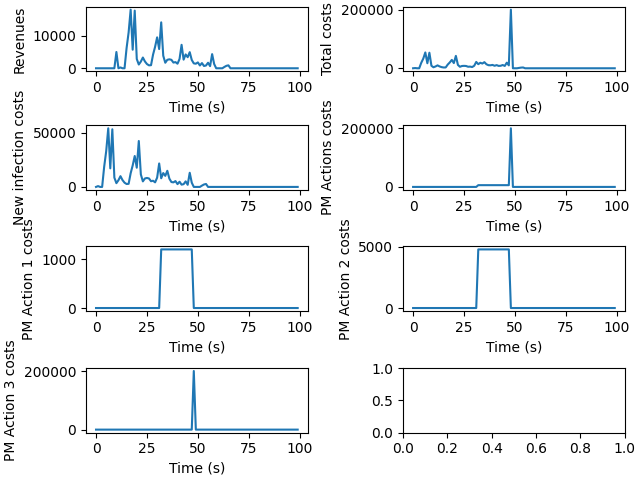 Revenues
10000
0
0 25 50 75 100
Time (s)
Total costs
200000
0
0 25 50 75 100
Time (s)
New infection costs
50000
0
0 25 50 75 100
Time (s)
PM Actions costs
200000
0
0 25 50 75 100
Time (s)
PM Action 1 costs
1000
0
0 25 50 75 100
Time (s)
PM Action 2 costs
5000
0
0 25 50 75 100
Time (s)
PM Action 3 costs
200000
0
0 25 50 75 100
Time (s)
1.0
0.5
0.0
0.0 0.2 0.4 0.6 0.8 1.0